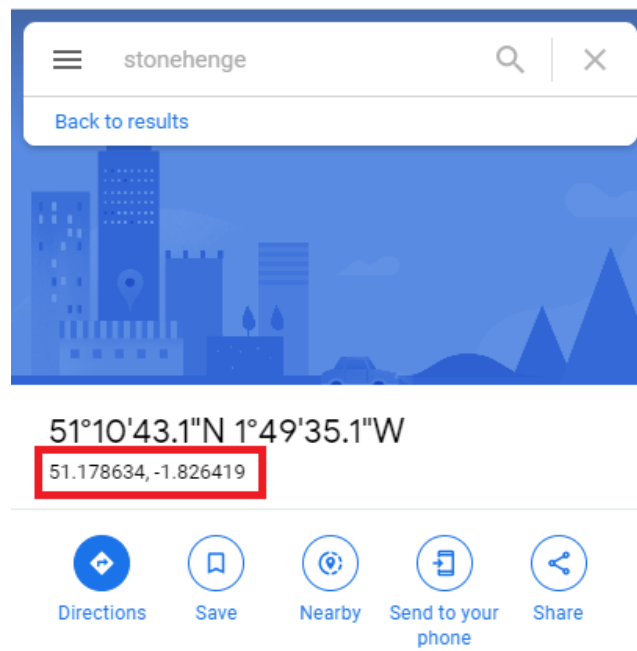 stonehenge
Back to results
51°10'43.1"N 1°49'35.1"W
51.178634, -1.826419
Directions
Save
Nearby
Send to your
phone
Share